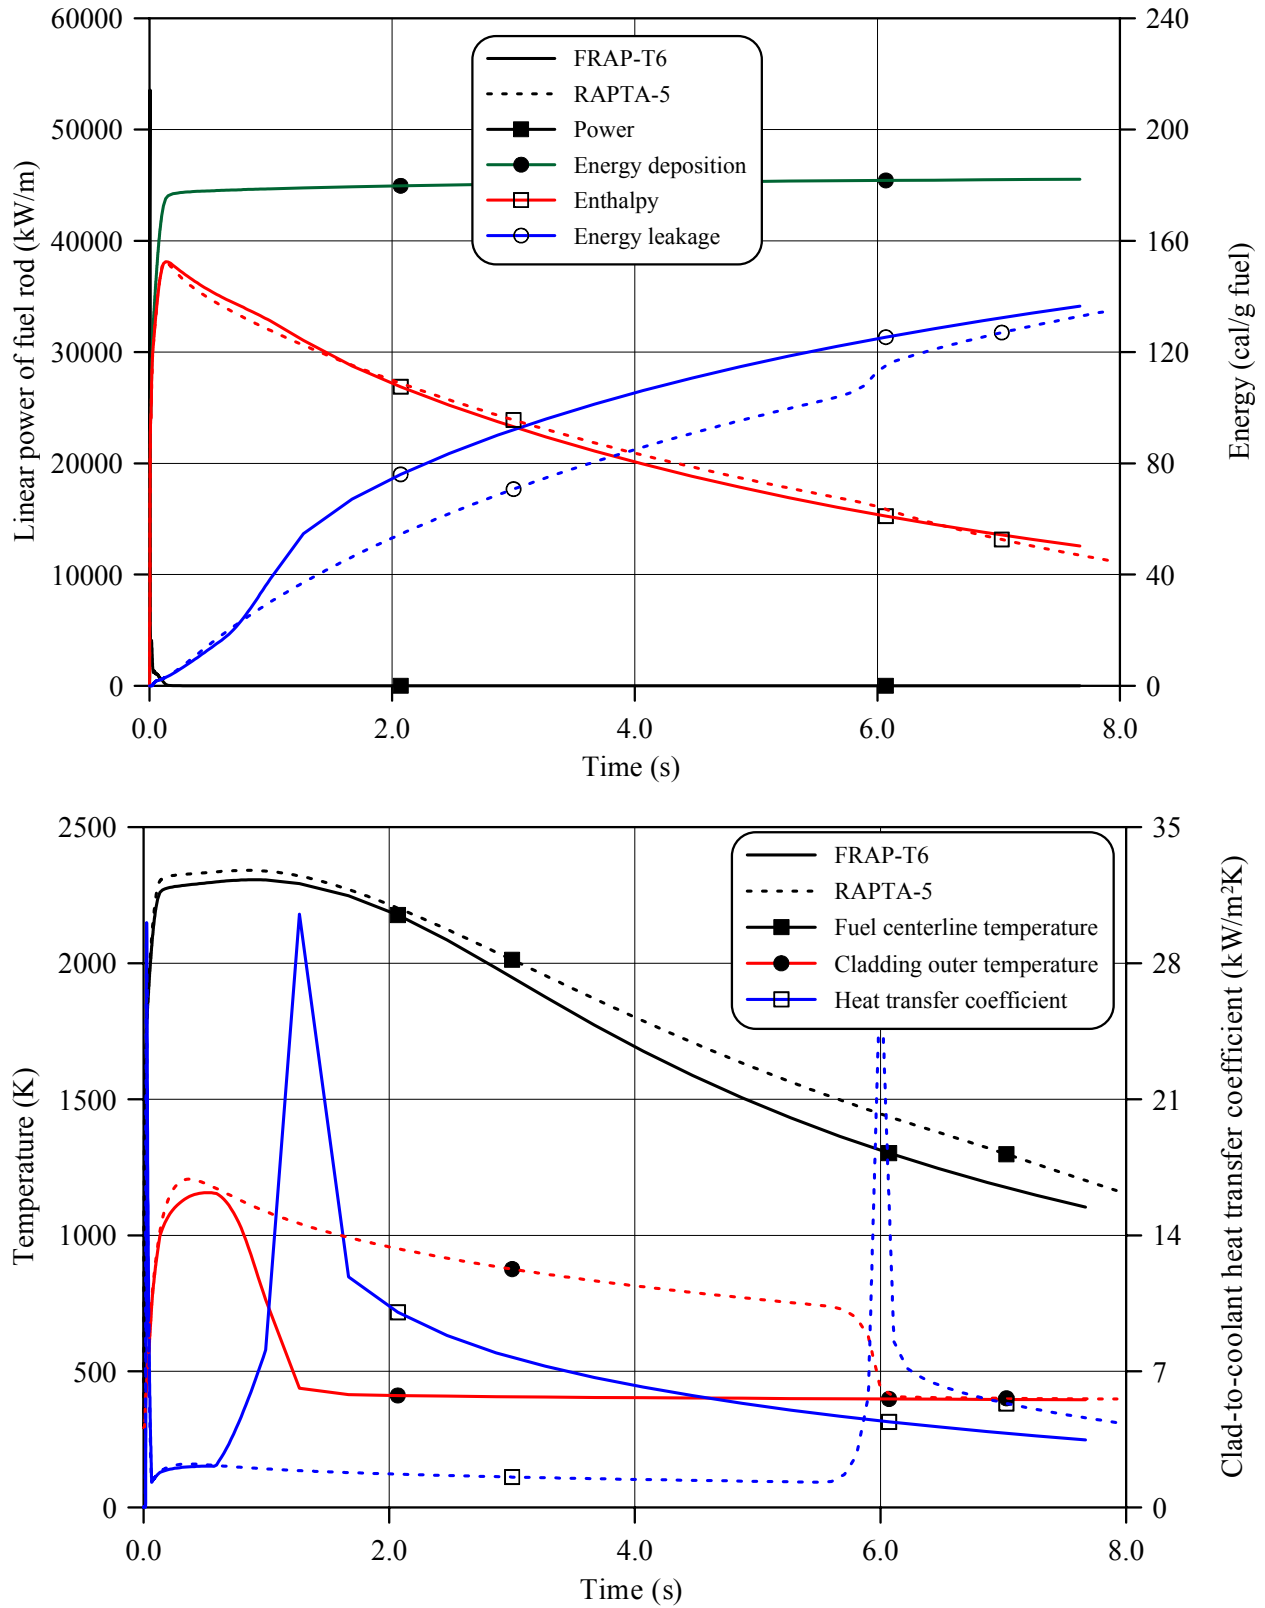 60000
50000
40000
30000
20000
10000
0
Linear power of fuel rod (kW/m)
FRAP-T6
RAPTA-5
Power
Energy deposition
Enthalpy
Energy leakage
240
200
160
120
80
40
0
Energy (cal/g fuel)
0.0 2.0 4.0 6.0 8.0
Time (s)
2500
2000
1500
1000
500
0
Temperature (K)
FRAP-T6
RAPTA-5
Fuel centerline temperature
Cladding outer temperature
Heat transfer coefficient
35
28
21
14
7
0
Clad-to-coolant heat transfer coefficient (kW/m²K)
0.0 2.0 4.0 6.0 8.0
Time (s)